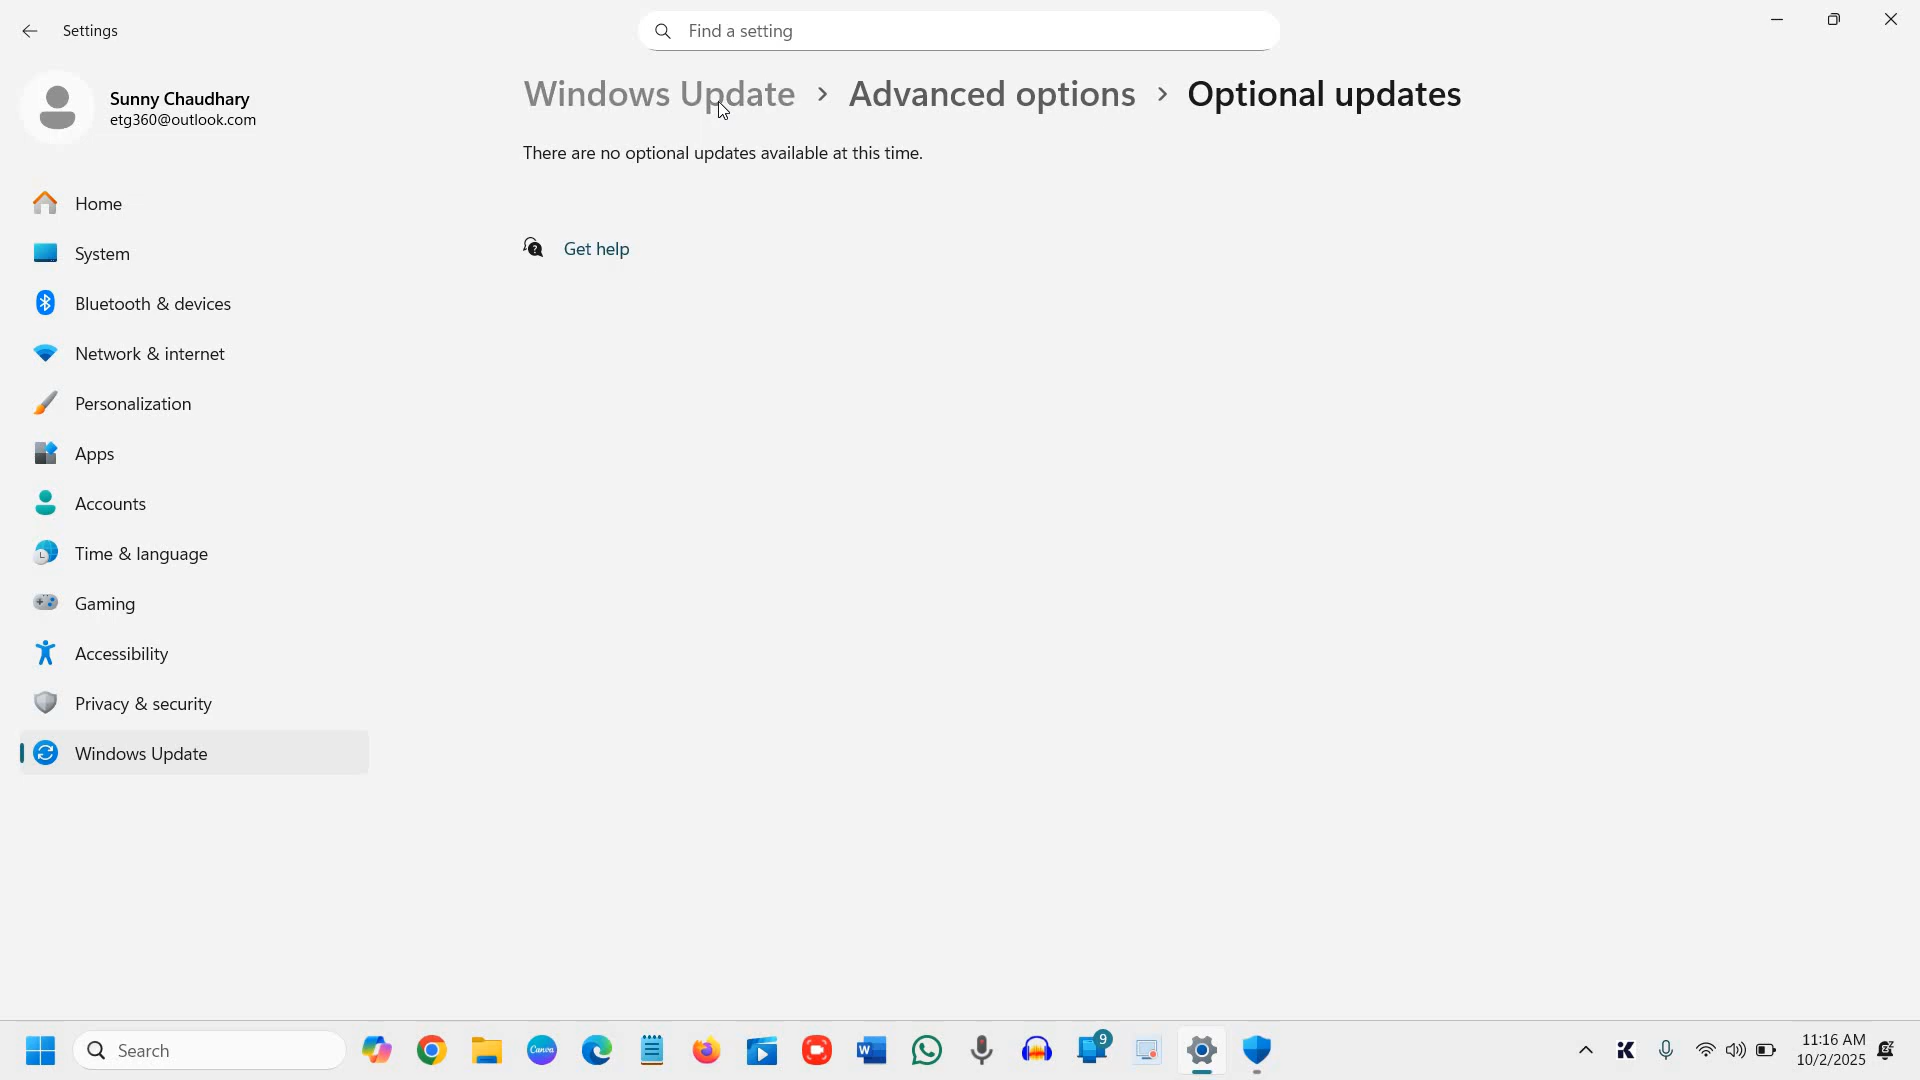 Settings
Find a setting
Sunny Chaudhary
etg360@outlook.com
Windows Update > Advanced options > Optional updates
There are no optional updates available at this time.
Get help
Home
System
Bluetooth & devices
Network & internet
Personalization
Apps
Accounts
Time & language
Gaming
Accessibility
Privacy & security
Windows Update
Search
Canva
W
9
K
11:16 AM
10/2/2025